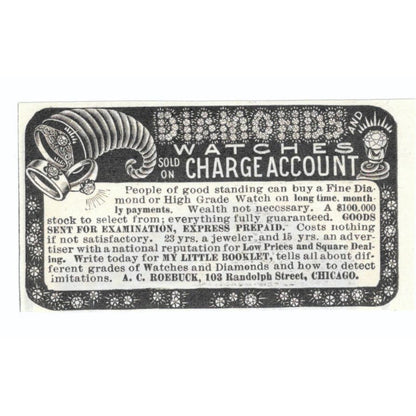 DIAMONDS AND
WATCHES
SOLD ON CHARGE ACCOUNT
People of good standing can buy a Fine Dia-
mond or High Grade Watch on long time, month-
ly payments. Wealth not necessary. A $100,000
stock to select from; everything fully guaranteed. GOODS
SENT FOR EXAMINATION, EXPRESS PREPAID. Costs nothing
if not satisfactory. 23 yrs. a jeweler and 15 yrs. an adver-
tiser with a national reputation for Low Prices and Square Deal-
ing. Write today for MY LITTLE BOOKLET, tells all about dif-
ferent grades of Watches and Diamonds and how to detect
imitations. A. C. ROEBUCK, 103 Randolph Street, CHICAGO.